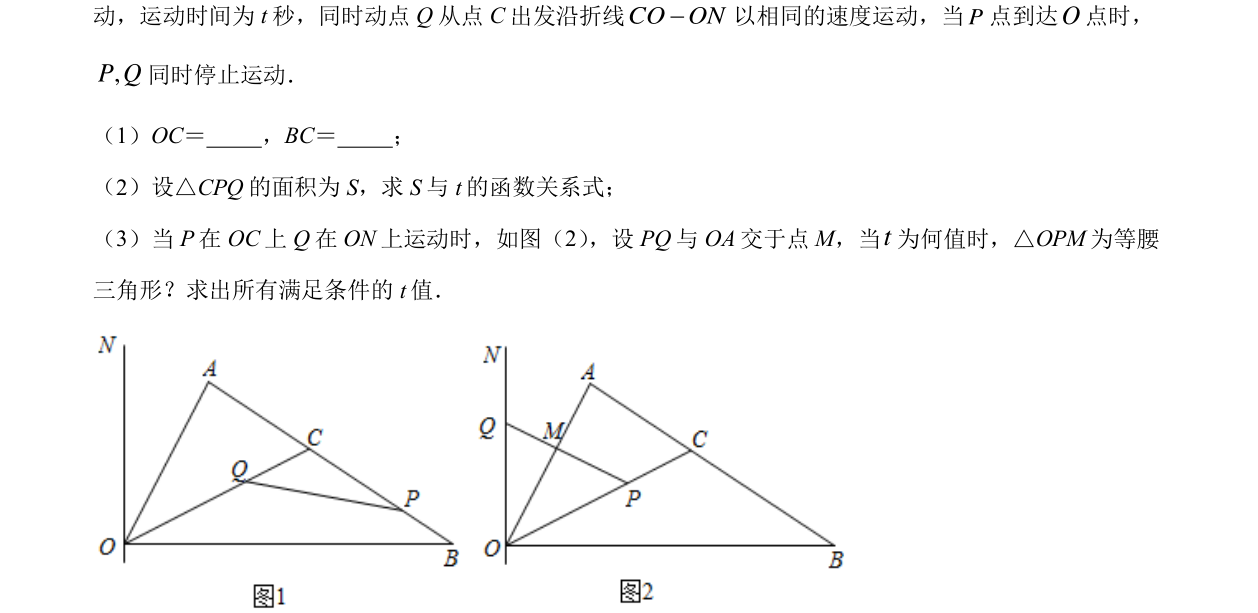 动，运动时间为 t 秒，同时动点 Q 从点 C 出发沿折线 CO－ON 以相同的速度运动，当 P 点到达 O 点时，
P,Q 同时停止运动．
（1）OC＝_____，BC＝_____；
（2）设△CPQ 的面积为 S，求 S 与 t 的函数关系式；
（3）当 P 在 OC 上 Q 在 ON 上运动时，如图（2），设 PQ 与 OA 交于点 M，当 t 为何值时，△OPM 为等腰
三角形？求出所有满足条件的 t 值．
N
A
C
Q
P
O
B
图1
N
A
Q
M
C
P
O
B
图2